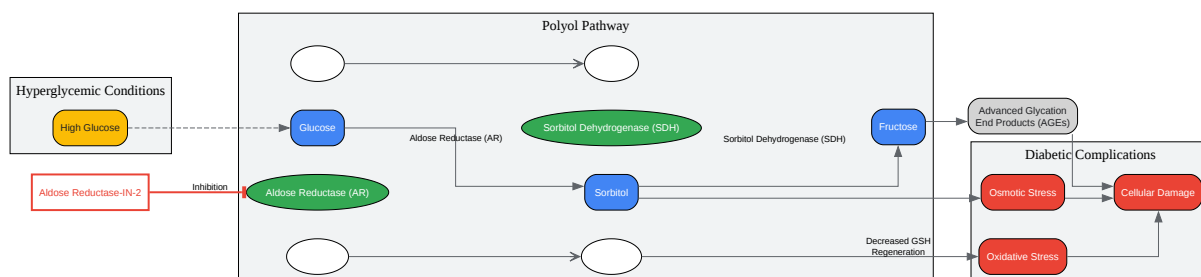 Polyol Pathway
Hyperglycemic Conditions
High Glucose
Glucose
Aldose Reductase (AR)
Sorbitol Dehydrogenase (SDH)
Sorbitol Dehydrogenase (SDH)
Fructose
Advanced Glycation
End Products (AGEs)
Diabetic Complications
Aldose Reductase-IN-2
Inhibition
Aldose Reductase (AR)
Sorbitol
Osmotic Stress
Cellular Damage
Decreased GSH
Regeneration
Oxidative Stress